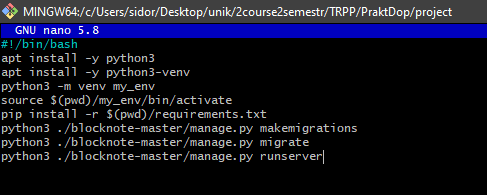 MINGW64:/c/Users/sidor/Desktop/unik/2course2semestr/TRPP/PraktDop/project
GNU nano 5.8
#!/bin/bash
apt install -y python3
apt install -y python3-venv
python3 -m venv my_env
source $(pwd)/my_env/bin/activate
pip install -r $(pwd)/requirements.txt
python3 ./blocknote-master/manage.py makemigrations
python3 ./blocknote-master/manage.py migrate
python3 ./blocknote-master/manage.py runserver